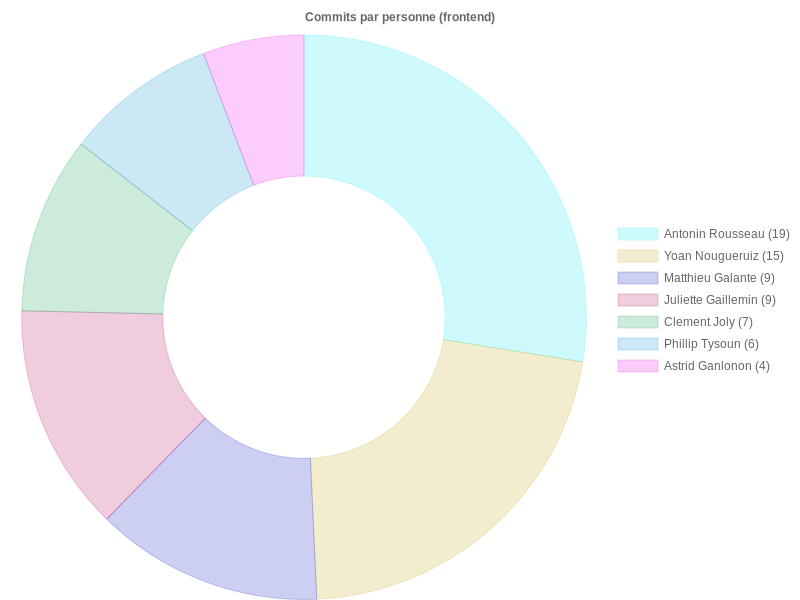 Commits par personne (frontend)
Antonin Rousseau (19)
Yoan Nougueruiz (15)
Matthieu Galante (9)
Juliette Gaillemin (9)
Clement Joly (7)
Phillip Tysoun (6)
Astrid Ganlonon (4)